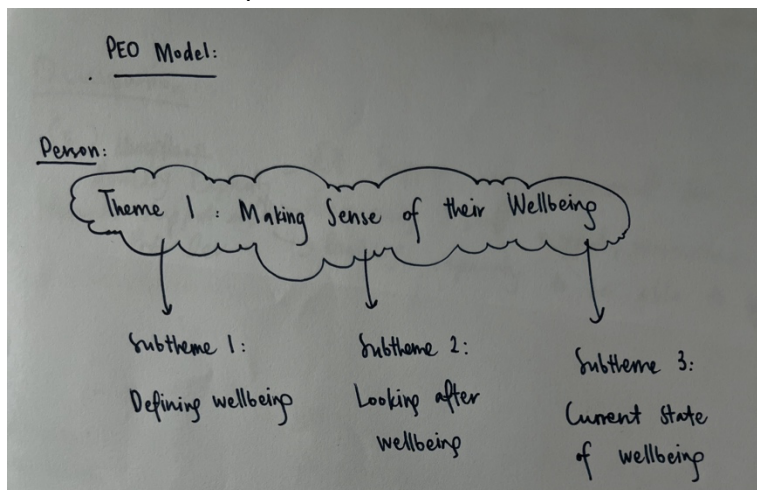 PEO Model:
Person:
Theme 1 : Making Sense of their Wellbeing
Subtheme 1:
Defining wellbeing
Subtheme 2:
Looking after
wellbeing
Subtheme 3:
Current state
of wellbeing